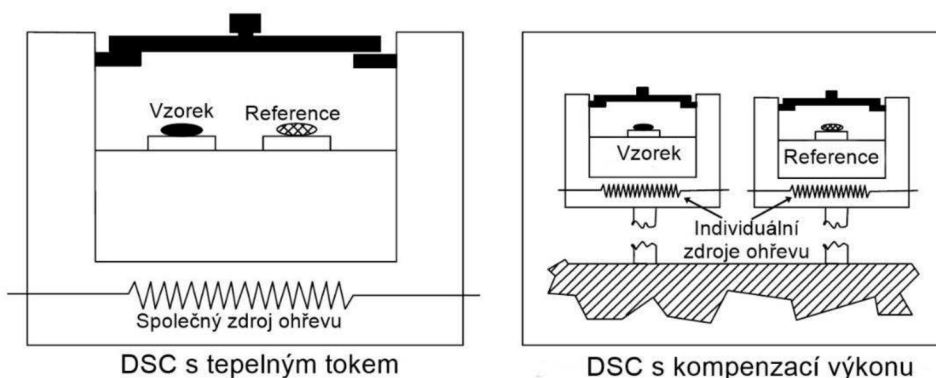 Vzorek
Reference
Společný zdroj ohřevu
DSC s tepelným tokem
Vzorek
Reference
Individuální
zdroje ohřevu
DSC s kompenzací výkonu